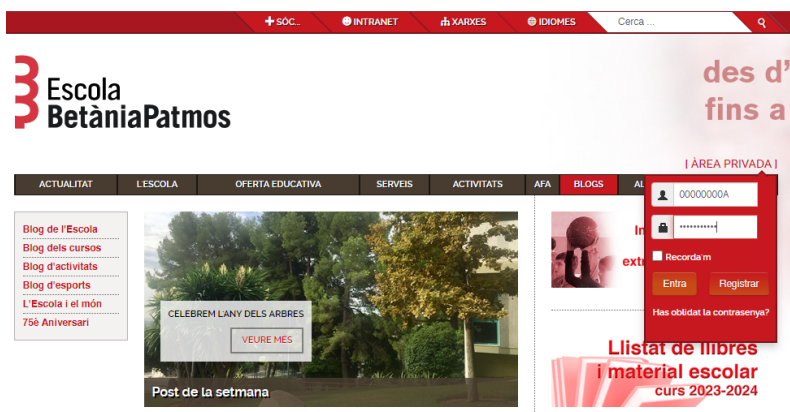 SÓC...
INTRANET
XARXES
IDIOMES
Cerca ...
Escola
BetàniaPatmos
des d'
fins a
[ ÀREA PRIVADA ]
ACTUALITAT
L'ESCOLA
OFERTA EDUCATIVA
SERVEIS
ACTIVITATS
AFA
BLOGS
AL
00000000A
Recorda'm
Entra
Registrar
Has oblidat la contrasenya?
Blog de l'Escola
Blog dels cursos
Blog d'activitats
Blog d'esports
L'Escola i el món
75è Aniversari
CELEBREM L'ANY DELS ARBRES
VEURE MÉS
Post de la setmana
In
ext
Llistat de llibres
i material escolar
curs 2023-2024